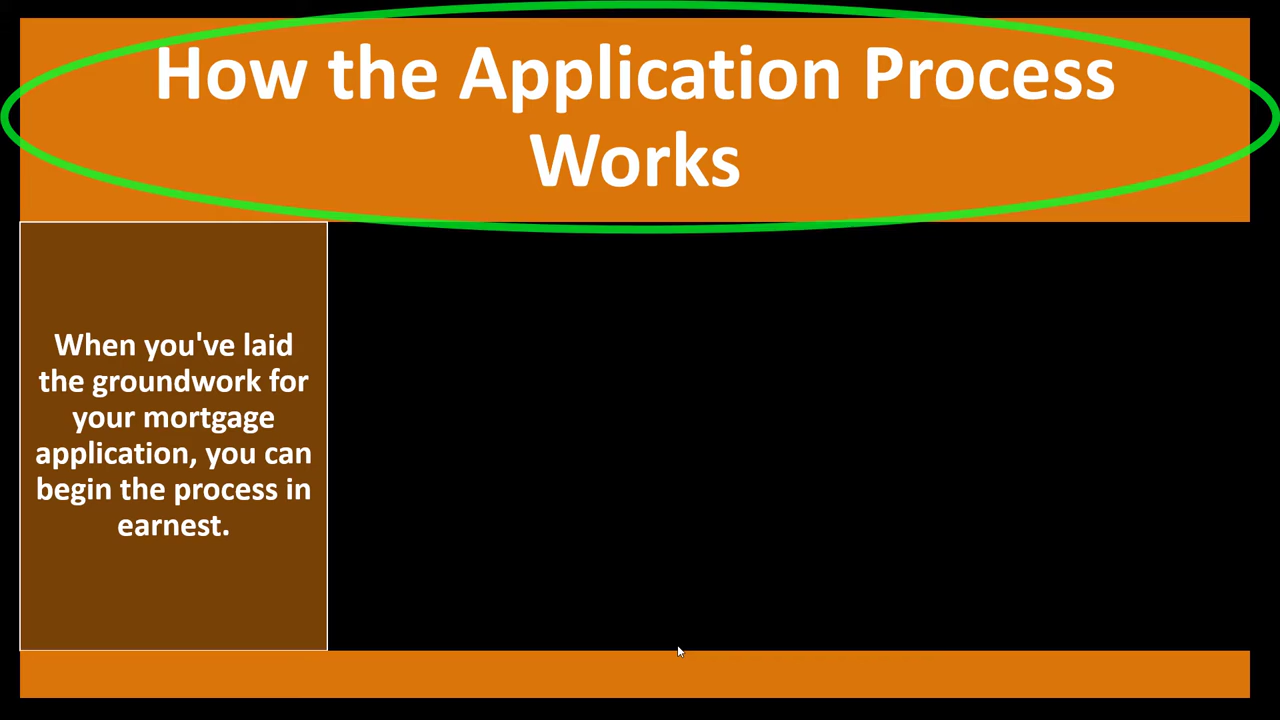 How the Application Process
Works
When you've laid
the groundwork for
your mortgage
application, you can
begin the process in
earnest.